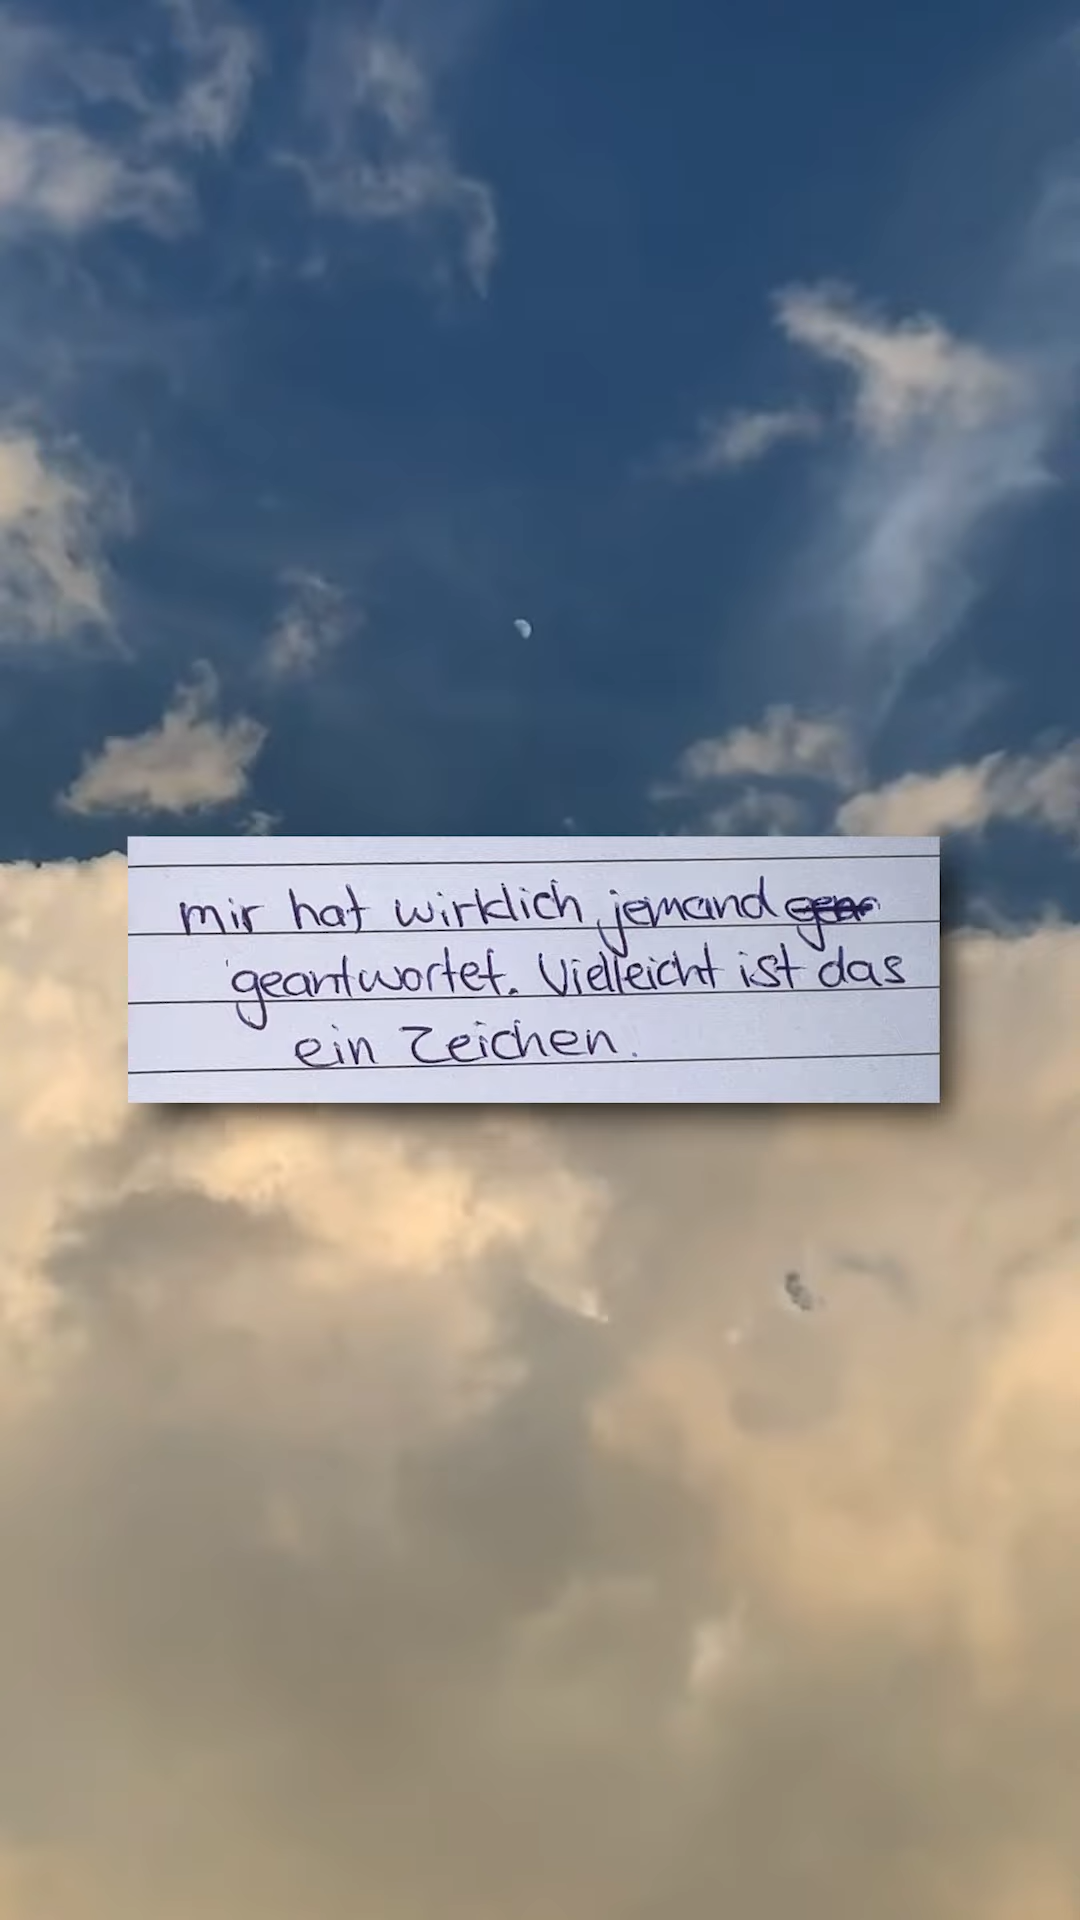 mir hat wirklich jemand
geantwortet. Vielleicht ist das
ein Zeichen.